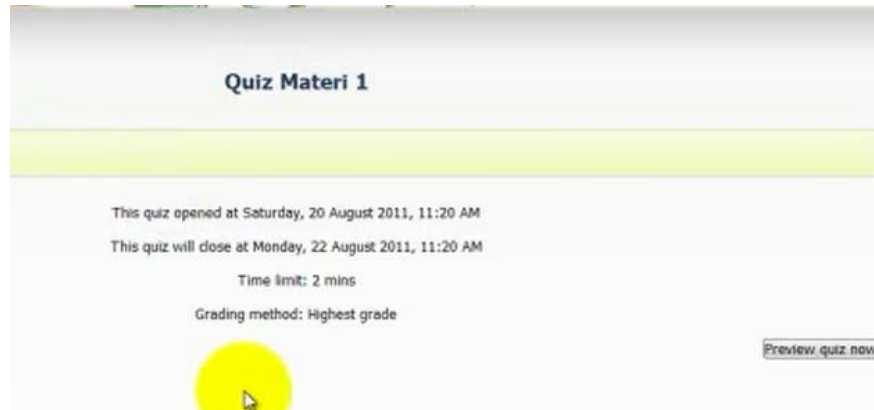 Quiz Materi 1
This quiz opened at Saturday, 20 August 2011, 11:20 AM
This quiz will close at Monday, 22 August 2011, 11:20 AM
Time limit: 2 mins
Grading method: Highest grade
Preview quiz now